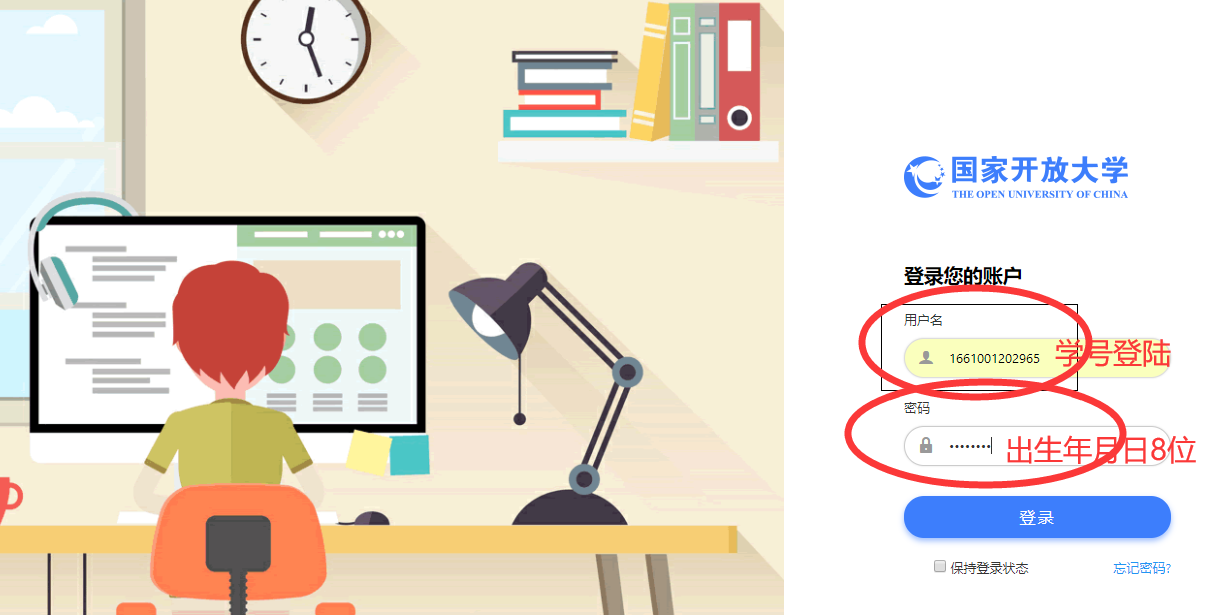 国家开放大学
THE OPEN UNIVERSITY OF CHINA
登录您的账户
用户名
1661001202965
学号登陆
密码
••••••••
出生年月日8位
登录
保持登录状态
忘记密码?